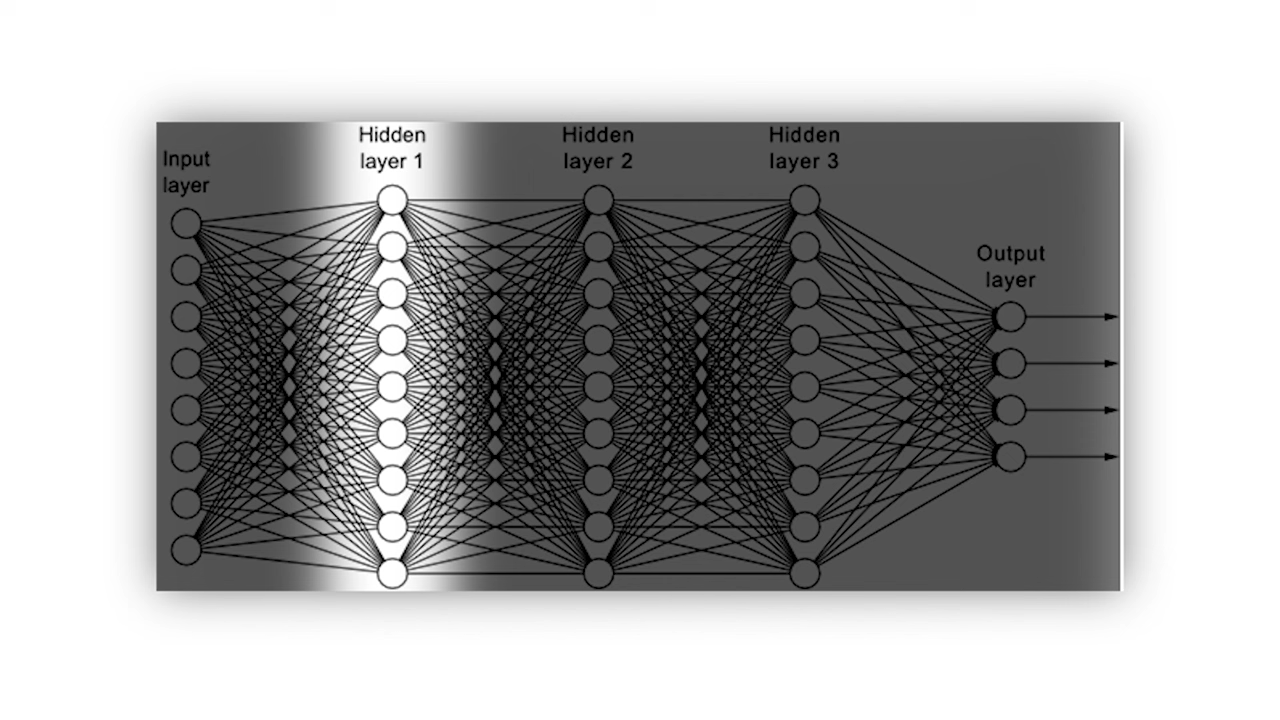 Input
layer
Hidden
layer 1
Hidden
layer 2
Hidden
layer 3
Output
layer